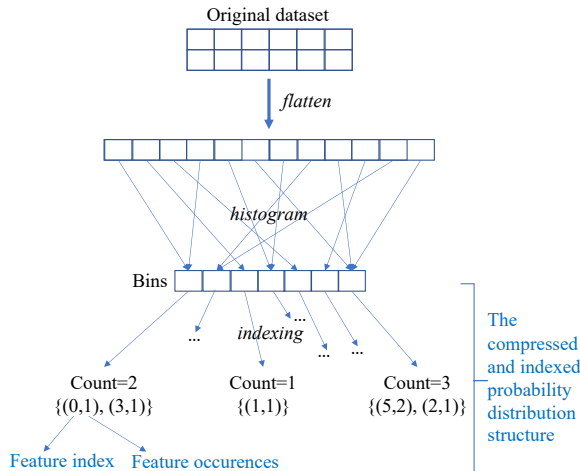 Original dataset
flatten
histogram
Bins
...
indexing
...
...
...
Count=2
{(0,1), (3,1)}
Count=1
{(1,1)}
Count=3
{(5,2), (2,1)}
Feature index
Feature occurences
The
compressed
and indexed
probability
distribution
structure